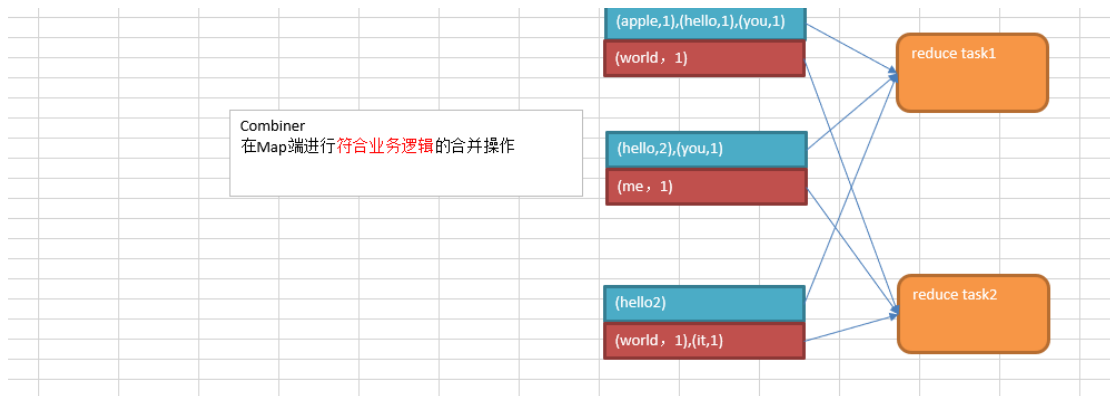 (apple,1),(hello,1),(you,1)
(world，1)
reduce task1
Combiner
在Map端进行符合业务逻辑的合并操作
(hello,2),(you,1)
(me，1)
(hello2)
(world，1),(it,1)
reduce task2